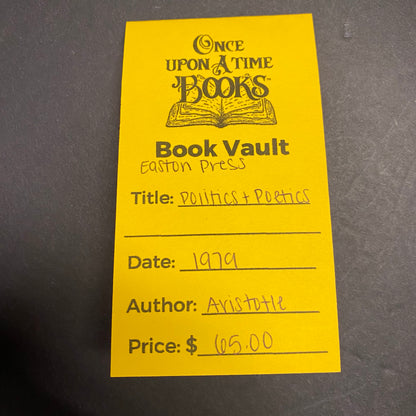 ONCE
UPON A TIME
BOOKS
Book Vault
Easton Press
Title: Politics + Poetics
Date: 1979
Author: Aristotle
Price: $ 65.00